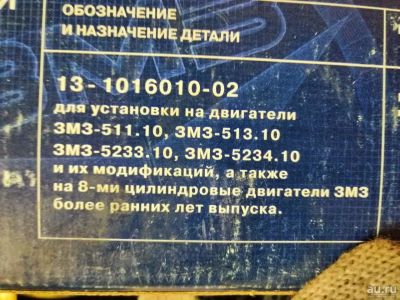 ОБОЗНАЧЕНИЕ
И НАЗНАЧЕНИЕ ДЕТАЛИ
13-1016010-02
для установки на двигатели
ЗМЗ-511.10, ЗМЗ-513.10
ЗМЗ-5233.10, ЗМЗ-5234.10
и их модификаций, а также
на 8-ми цилиндровые двигатели ЗМЗ
более ранних лет выпуска.
au.ru